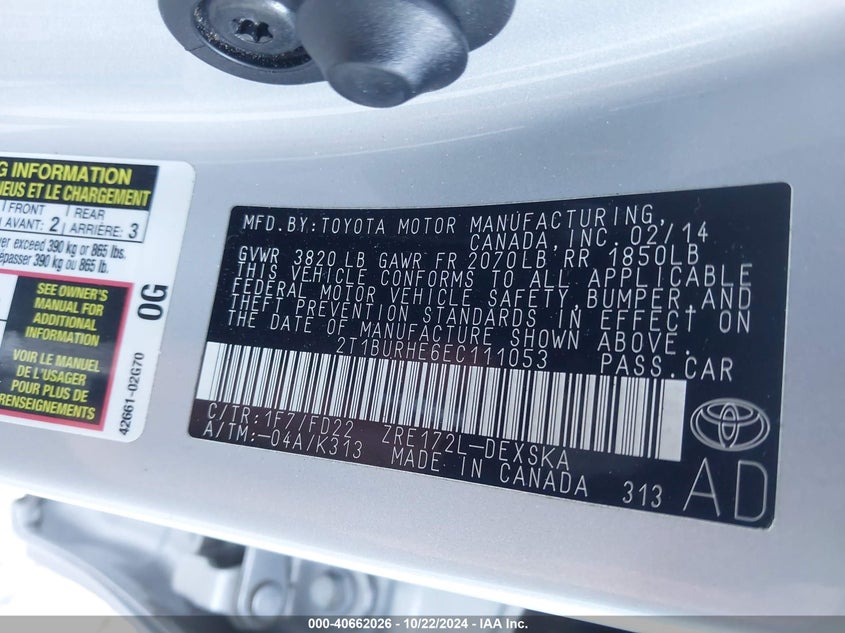 G INFORMATION
NEUS ET LE CHARGEMENT
FRONT
AVANT: 2
REAR
ARRIÈRE: 3
exceed 390 kg or 865 lbs.
dépasser 390 kg ou 865 lb.
SEE OWNER'S
MANUAL FOR
ADDITIONAL
INFORMATION
VOIR LE MANUEL
DE L'USAGER
POUR PLUS DE
RENSEIGNEMENTS
0G
42661-02G70
MFD.BY:TOYOTA MOTOR MANUFACTURING,
CANADA, INC. 02/14
GVWR 3820LB GAWR FR 2070LB RR 1850LB
THIS VEHICLE CONFORMS TO ALL APPLICABLE
FEDERAL MOTOR VEHICLE SAFETY, BUMPER, AND
THEFT PREVENTION STANDARDS IN EFFECT ON
THE DATE OF MANUFACTURE SHOWN ABOVE.
2T1BURHE6EC111053 PASS.CAR
C/TR:1F7/FD22 ZRE172L-DEXSKA
A/TM:-04A/K313 MADE IN CANADA 313
AD
000-40662026 - 10/22/2024 - IAA Inc.